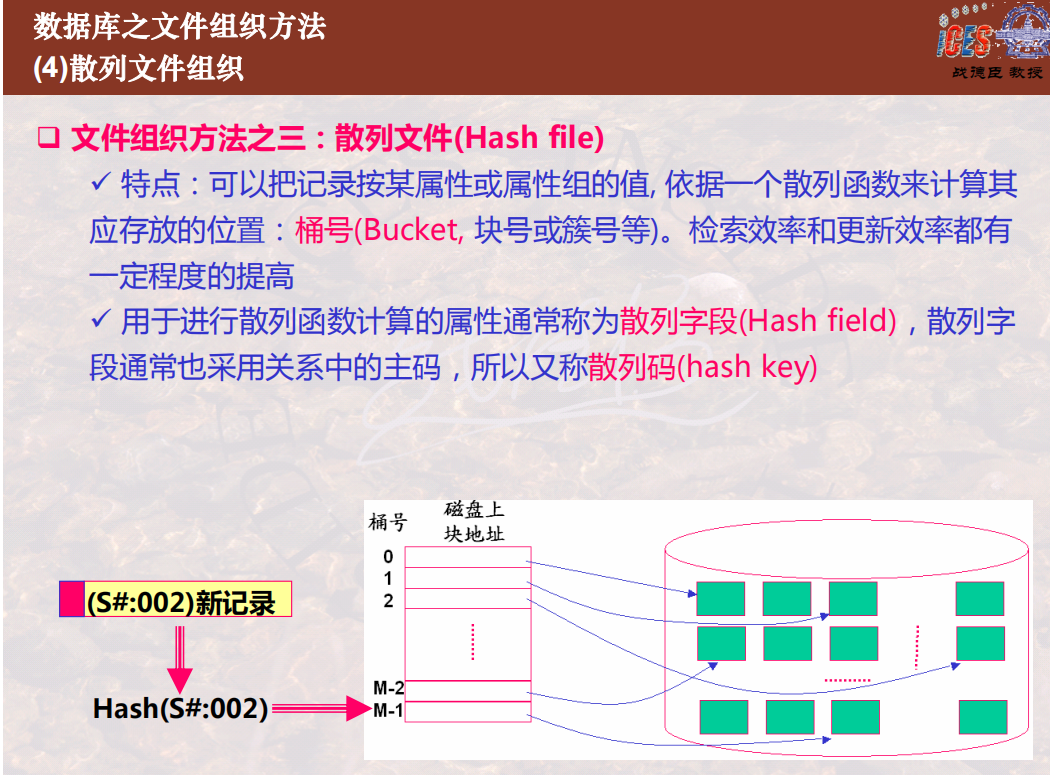 数据库之文件组织方法
(4)散列文件组织
iCES
战德臣 教授
❑ 文件组织方法之三：散列文件(Hash file)
✓ 特点：可以把记录按某属性或属性组的值, 依据一个散列函数来计算其
应存放的位置：桶号(Bucket, 块号或簇号等)。检索效率和更新效率都有
一定程度的提高
✓ 用于进行散列函数计算的属性通常称为散列字段(Hash field)，散列字
段通常也采用关系中的主码，所以又称散列码(hash key)
桶号
磁盘上
块地址
0
1
2
(S#:002)新记录
M-2
Hash(S#:002)
M-1